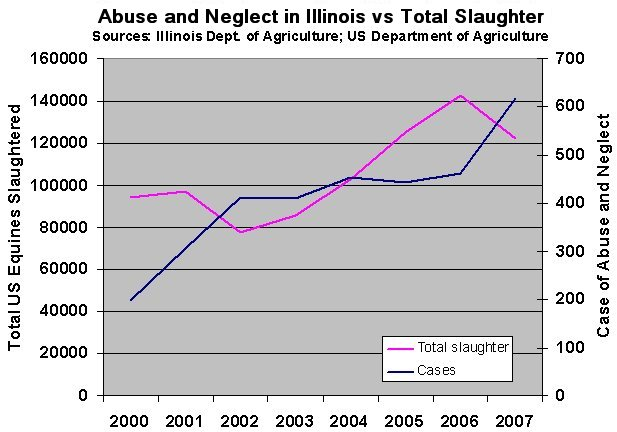 Abuse and Neglect in Illinois vs Total Slaughter
Sources: Illinois Dept. of Agriculture; US Department of Agriculture
Total US Equines Slaughtered
160000
140000
120000
100000
80000
60000
40000
20000
0
700
600
500
400
300
200
100
0
Case of Abuse and Neglect
Total slaughter
Cases
2000 2001 2002 2003 2004 2005 2006 2007